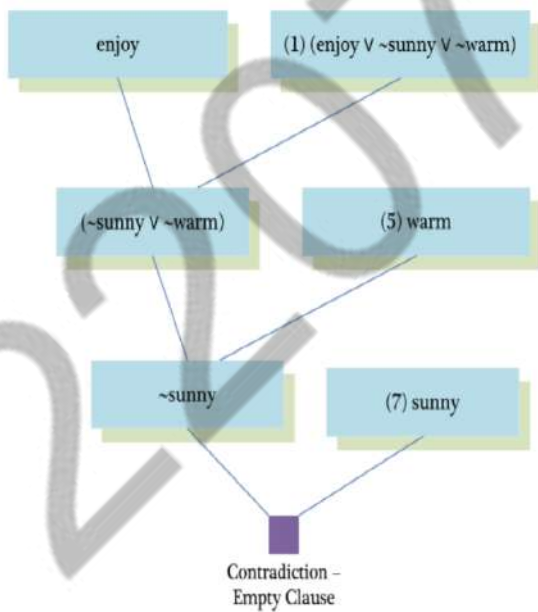 enjoy
(1) (enjoy V ~sunny V ~warm)
(~sunny V ~warm)
(5) warm
~sunny
(7) sunny
Contradiction –
Empty Clause